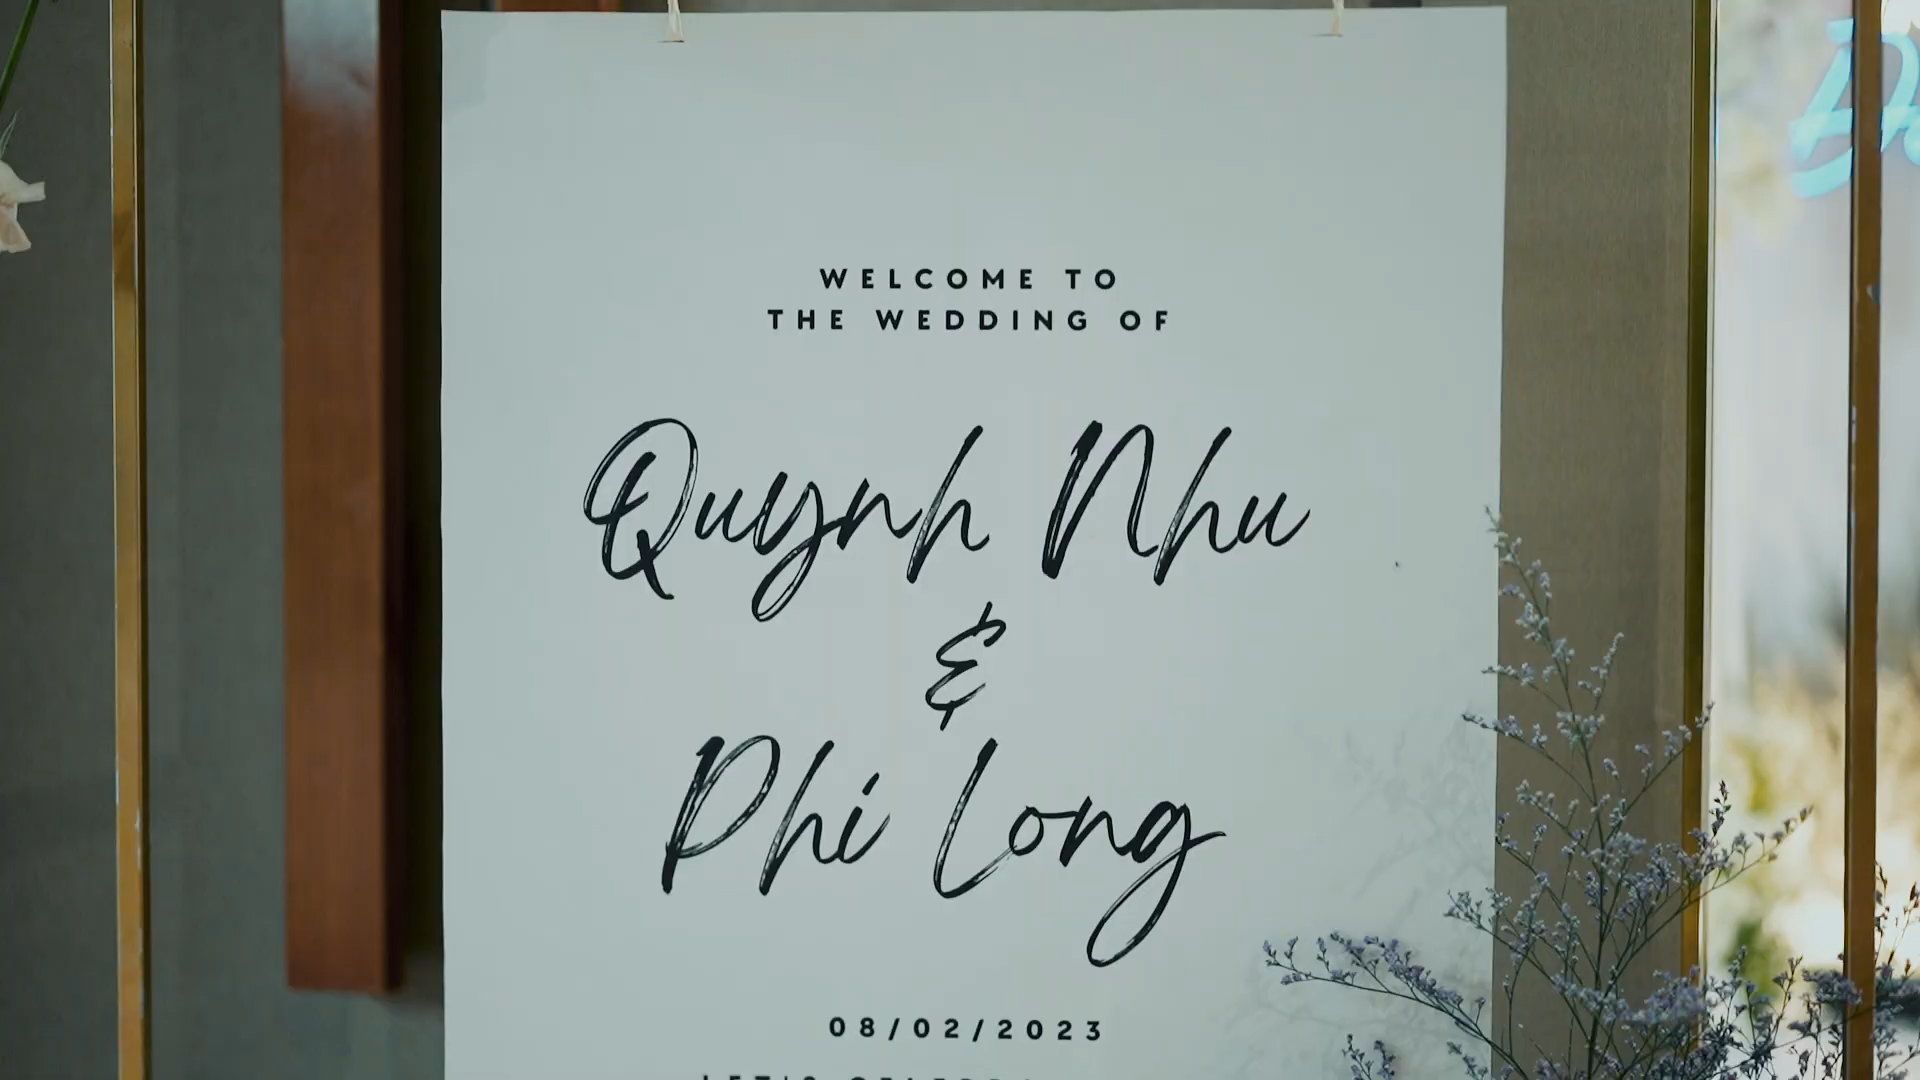 WELCOME TO
THE WEDDING OF
Quynh Nhu
&
Phi Long
08/02/2023